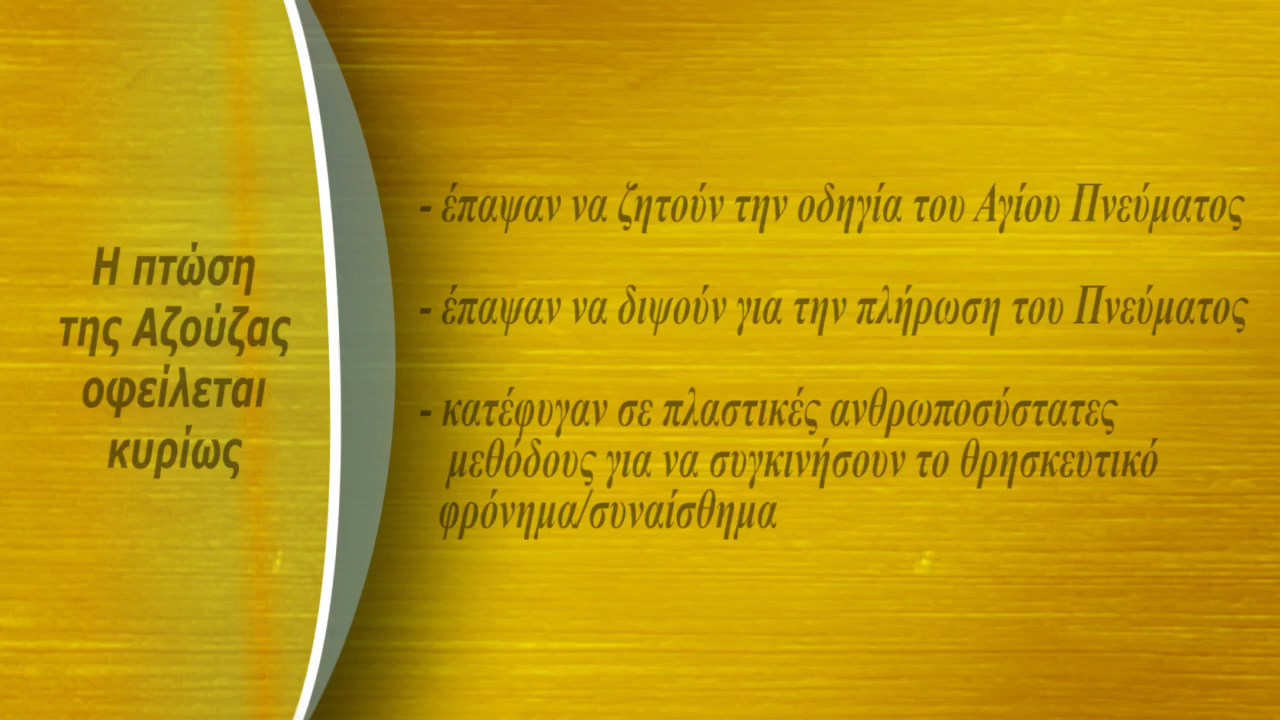 Η πτώση
της Αζούζας
οφείλεται
κυρίως
- έπαψαν να ζητούν την οδηγία του Αγίου Πνεύματος
- έπαψαν να διψούν για την πλήρωση του Πνεύματος
- κατέφυγαν σε πλαστικές ανθρωποσύστατες
μεθόδους για να συγκινήσουν το θρησκευτικό
φρόνημα/συναίσθημα